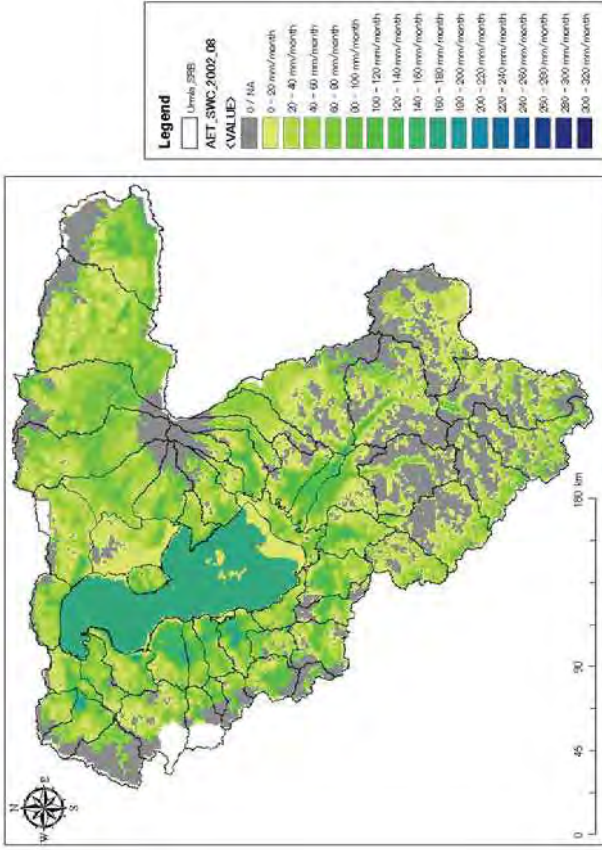 N
W
E
S
0
45
90
180 km
Legend
Urmia_SRB
AET_SWC_2002_08
<VALUE>
0 / NA
0 - 20 mm/month
20 - 40 mm/month
40 - 60 mm/month
60 - 80 mm/month
80 - 100 mm/month
100 - 120 mm/month
120 - 140 mm/month
140 - 160 mm/month
160 - 180 mm/month
180 - 200 mm/month
200 - 220 mm/month
220 - 240 mm/month
240 - 260 mm/month
260 - 280 mm/month
280 - 300 mm/month
300 - 320 mm/month